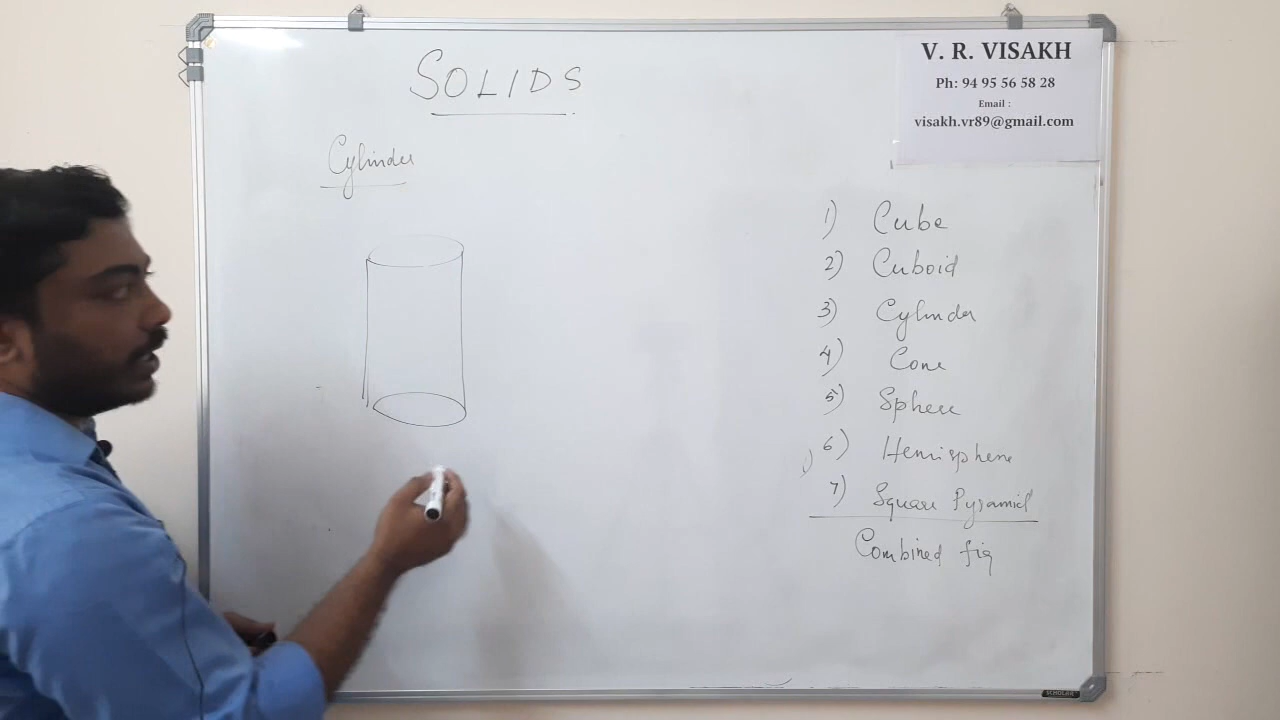 SOLIDS
V. R. VISAKH
Ph: 94 95 56 58 28
Email :
visakh.vr89@gmail.com
Cylinder
1) Cube
2) Cuboid
3) Cylinder
4) Cone
5) Sphere
6) Hemisphere
7) Square Pyramid
Combined fig
SCHOLAR